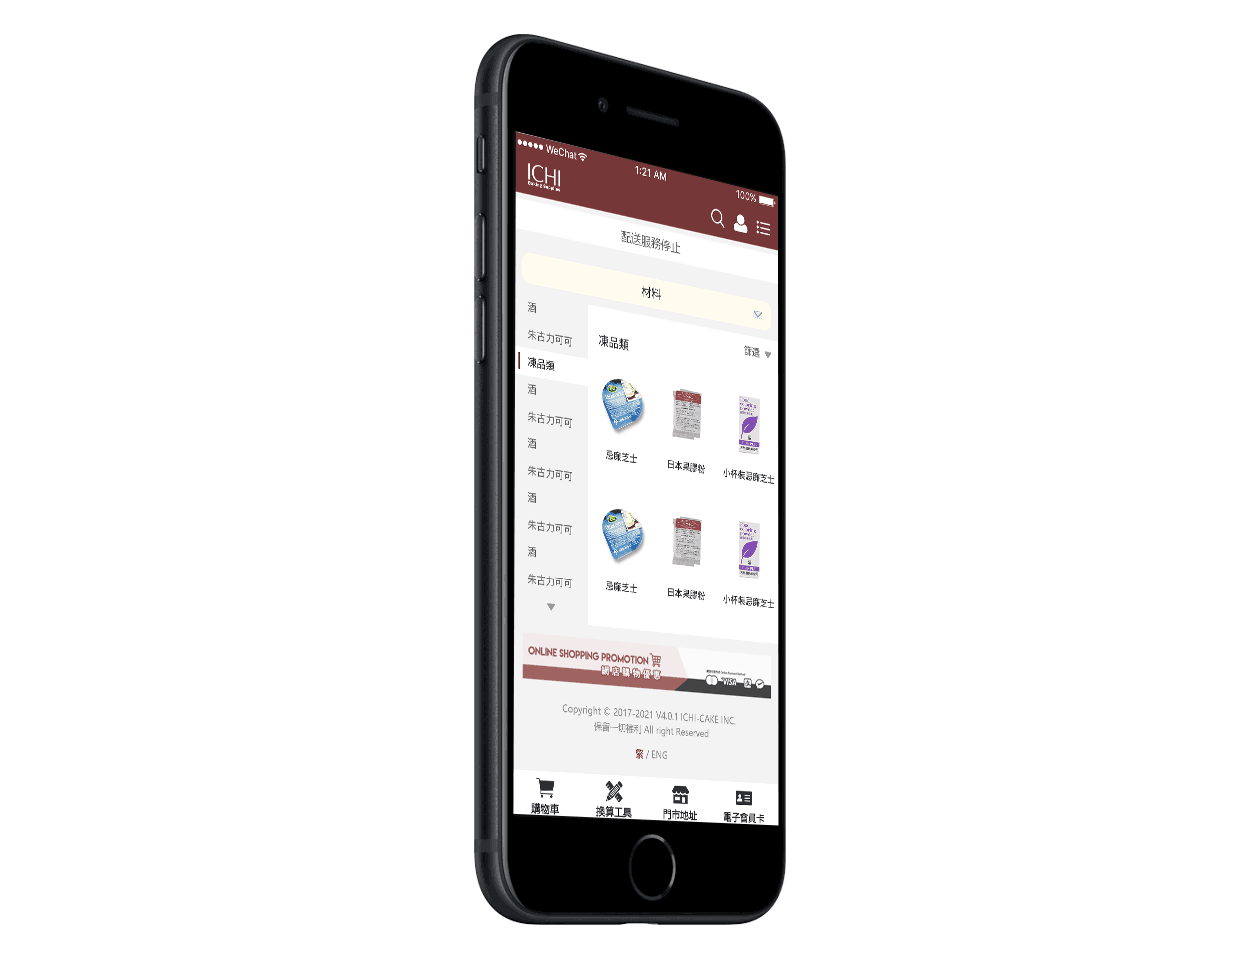 WeChat
1:21 AM
100%
ICHI
Baking Supplies
配送服務停止
材料
酒
朱古力可可
凍品類
酒
朱古力可可
酒
朱古力可可
酒
朱古力可可
酒
朱古力可可
凍品類
篩選
忌廉芝士
日本果膠粉
小杯裝忌廉芝士
忌廉芝士
日本果膠粉
小杯裝忌廉芝士
ONLINE SHOPPING PROMOTION
網店購物優惠
VISA
Copyright © 2017-2021 V4.0.1 ICHI-CAKE INC.
保留一切權利 All right Reserved
繁 / ENG
購物車
換算工具
門市地址
電子會員卡